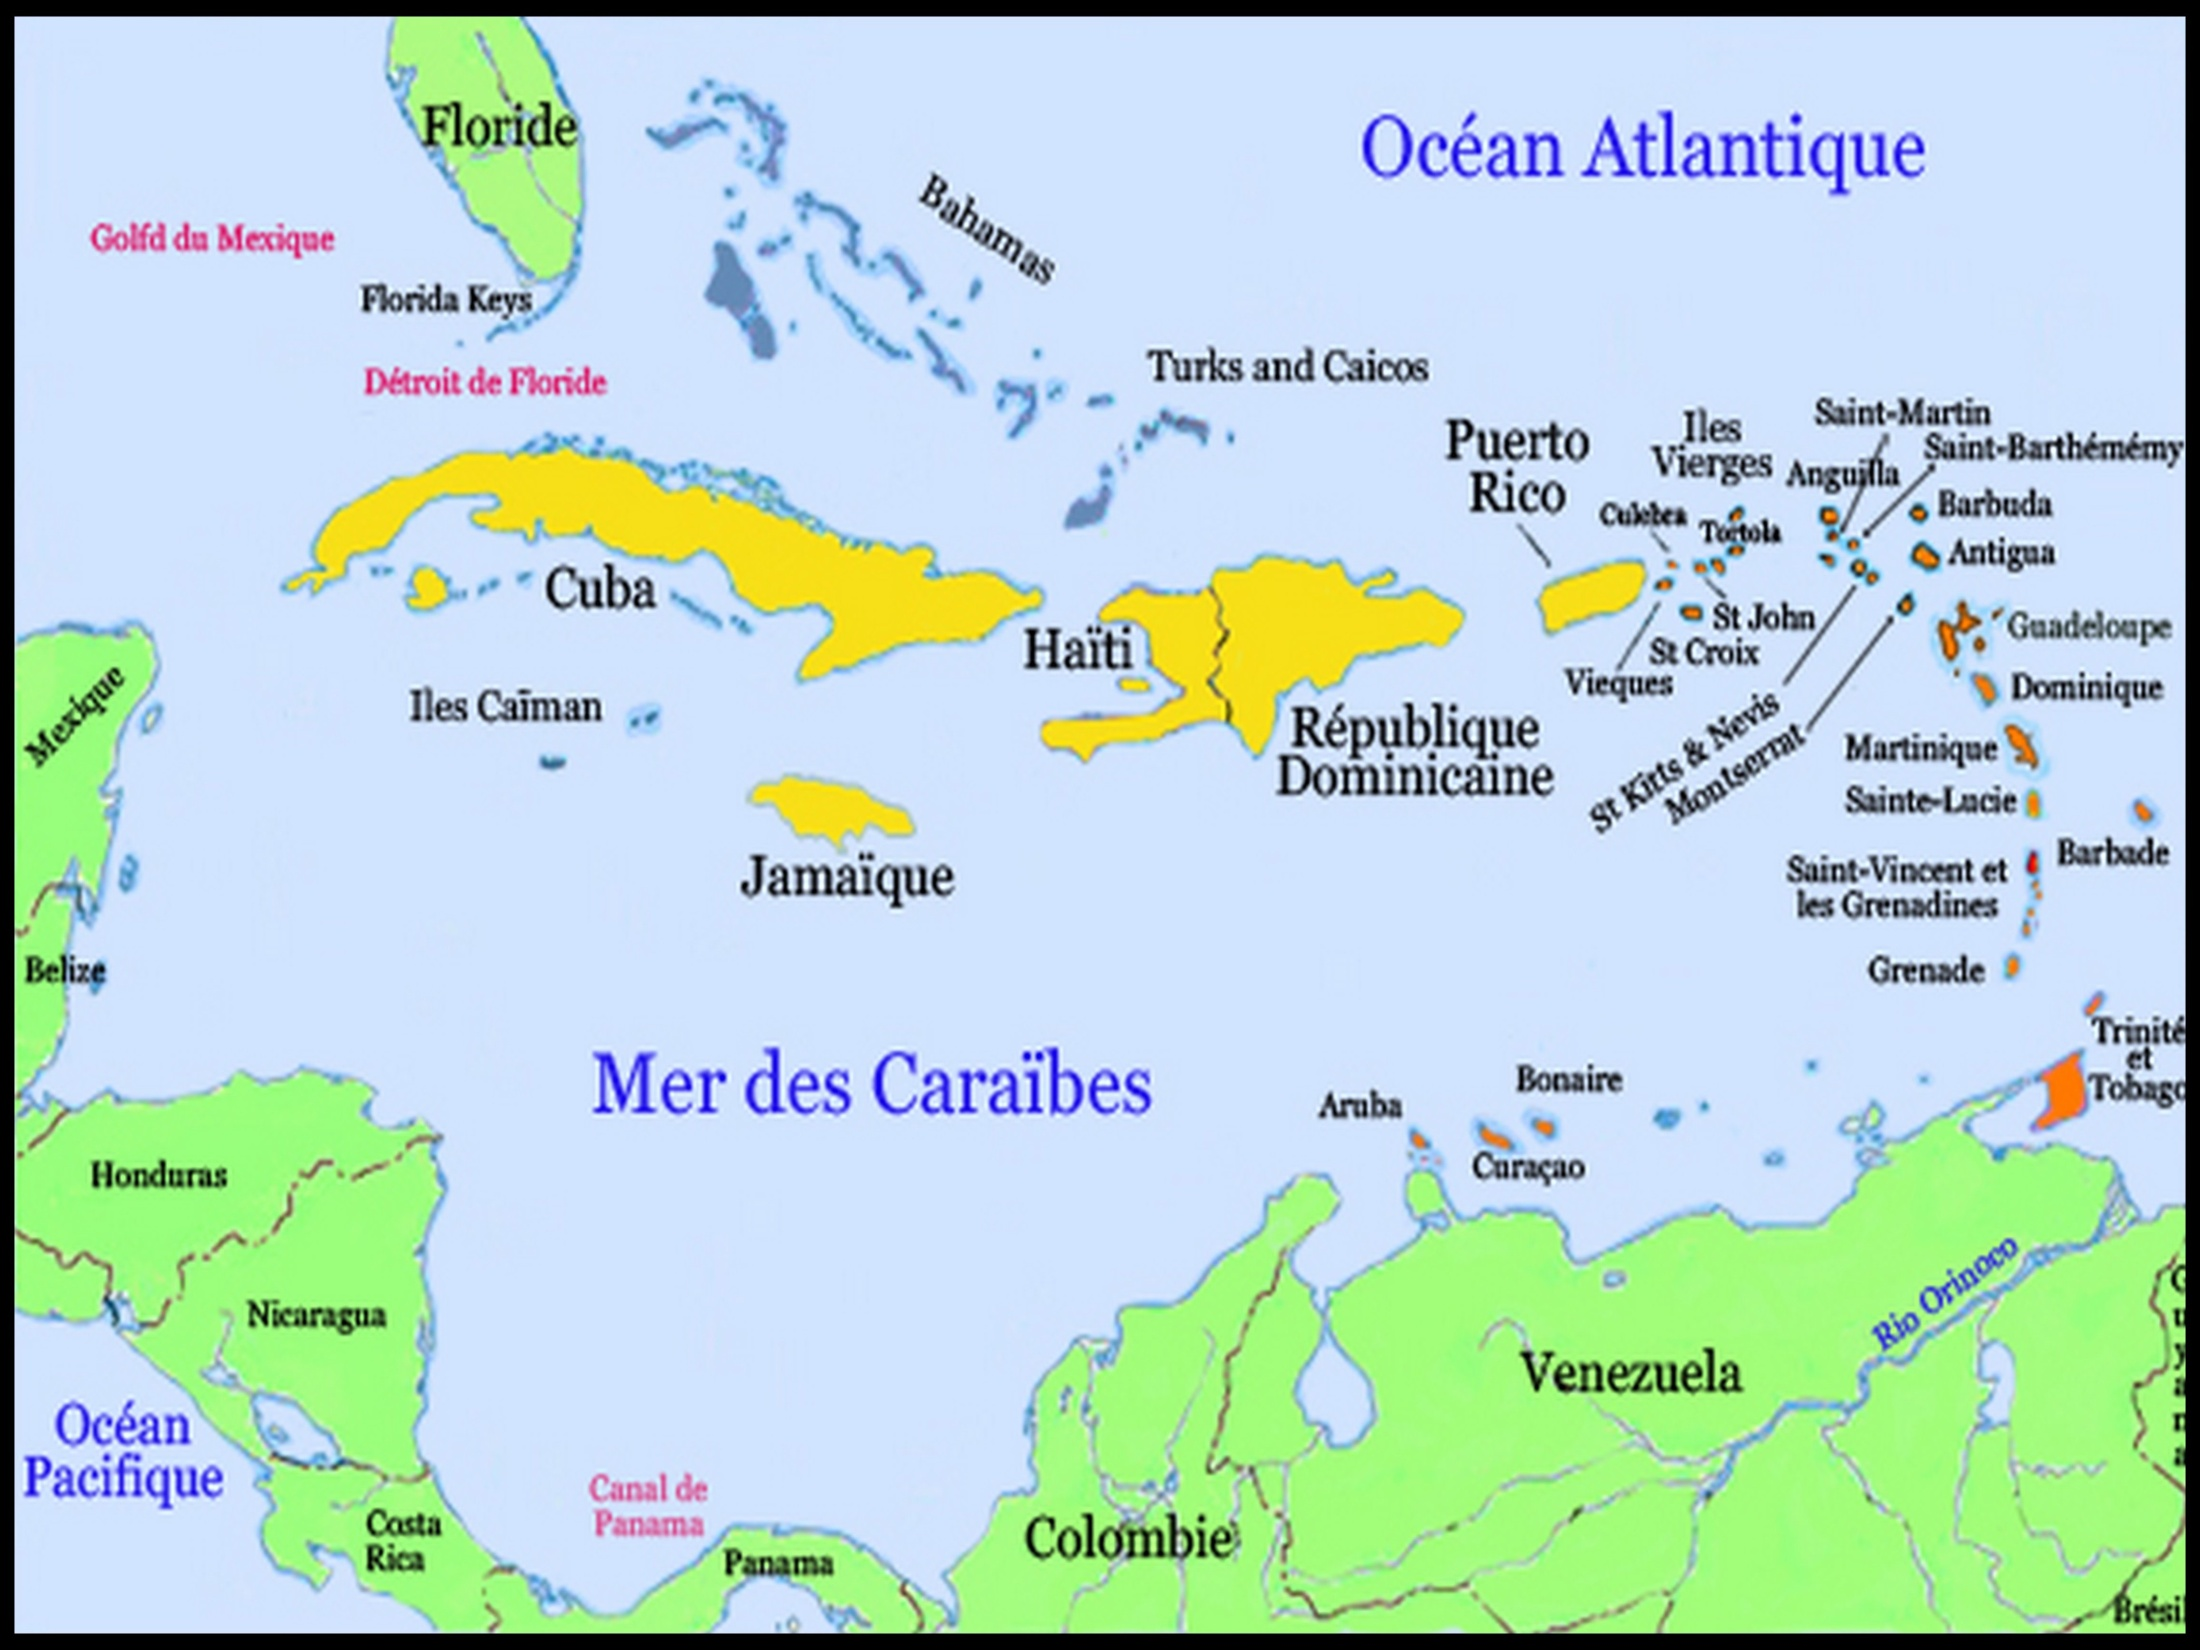 Floride
Océan Atlantique
Bahamas
Golfd du Mexique
Florida Keys
Détroit de Floride
Turks and Caicos
Puerto
Rico
Iles
Vierges
Saint-Martin
Saint-Barthémémy
Anguilla
Culebea
Tortola
Barbuda
Antigua
Cuba
Haïti
St John
St Croix
Vieques
Guadeloupe
Dominique
Mexique
Iles Caïman
République
Dominicaine
St Kirts & Nevis
Montserrat
Martinique
Sainte-Lucie
Jamaïque
Barbade
Saint-Vincent et
les Grenadines
Belize
Grenade
Trinité
et
Tobago
Mer des Caraïbes
Bonaire
Aruba
Curaçao
Honduras
Nicaragua
Rio Orinoco
G
u
y
a
n
a
Venezuela
Océan
Pacifique
Canal de
Panama
Costa
Rica
Panama
Colombie
Brésil